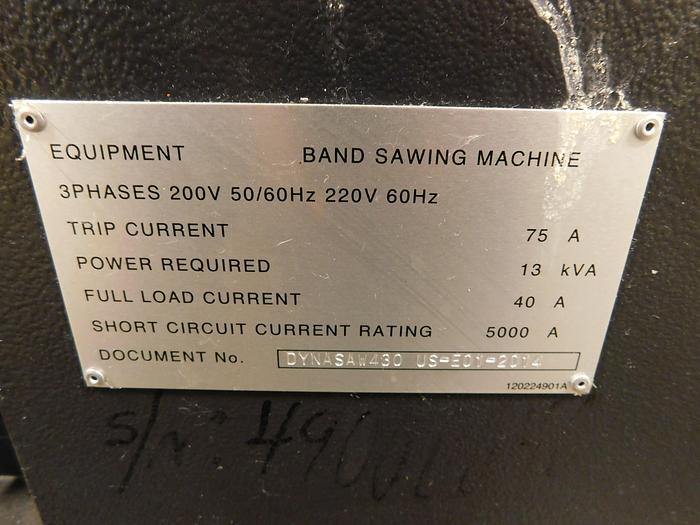 EQUIPMENT BAND SAWING MACHINE
3PHASES 200V 50/60Hz 220V 60Hz
TRIP CURRENT 75 A
POWER REQUIRED 13 kVA
FULL LOAD CURRENT 40 A
SHORT CIRCUIT CURRENT RATING 5000 A
DOCUMENT No. DYNASAW430 US-E01-2014
120224901A
S/N: